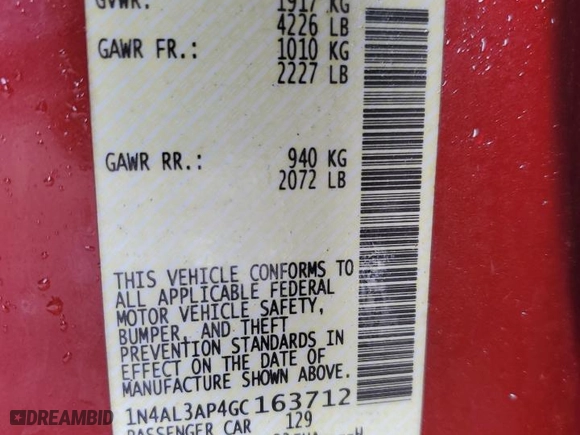 GVWR: 1917 KG
4226 LB
GAWR FR.: 1010 KG
2227 LB
GAWR RR.: 940 KG
2072 LB
THIS VEHICLE CONFORMS TO
ALL APPLICABLE FEDERAL
MOTOR VEHICLE SAFETY,
BUMPER, AND THEFT
PREVENTION STANDARDS IN
EFFECT ON THE DATE OF
MANUFACTURE SHOWN ABOVE.
1N4AL3AP4GC163712
PASSENGER CAR 129
DREAMBID